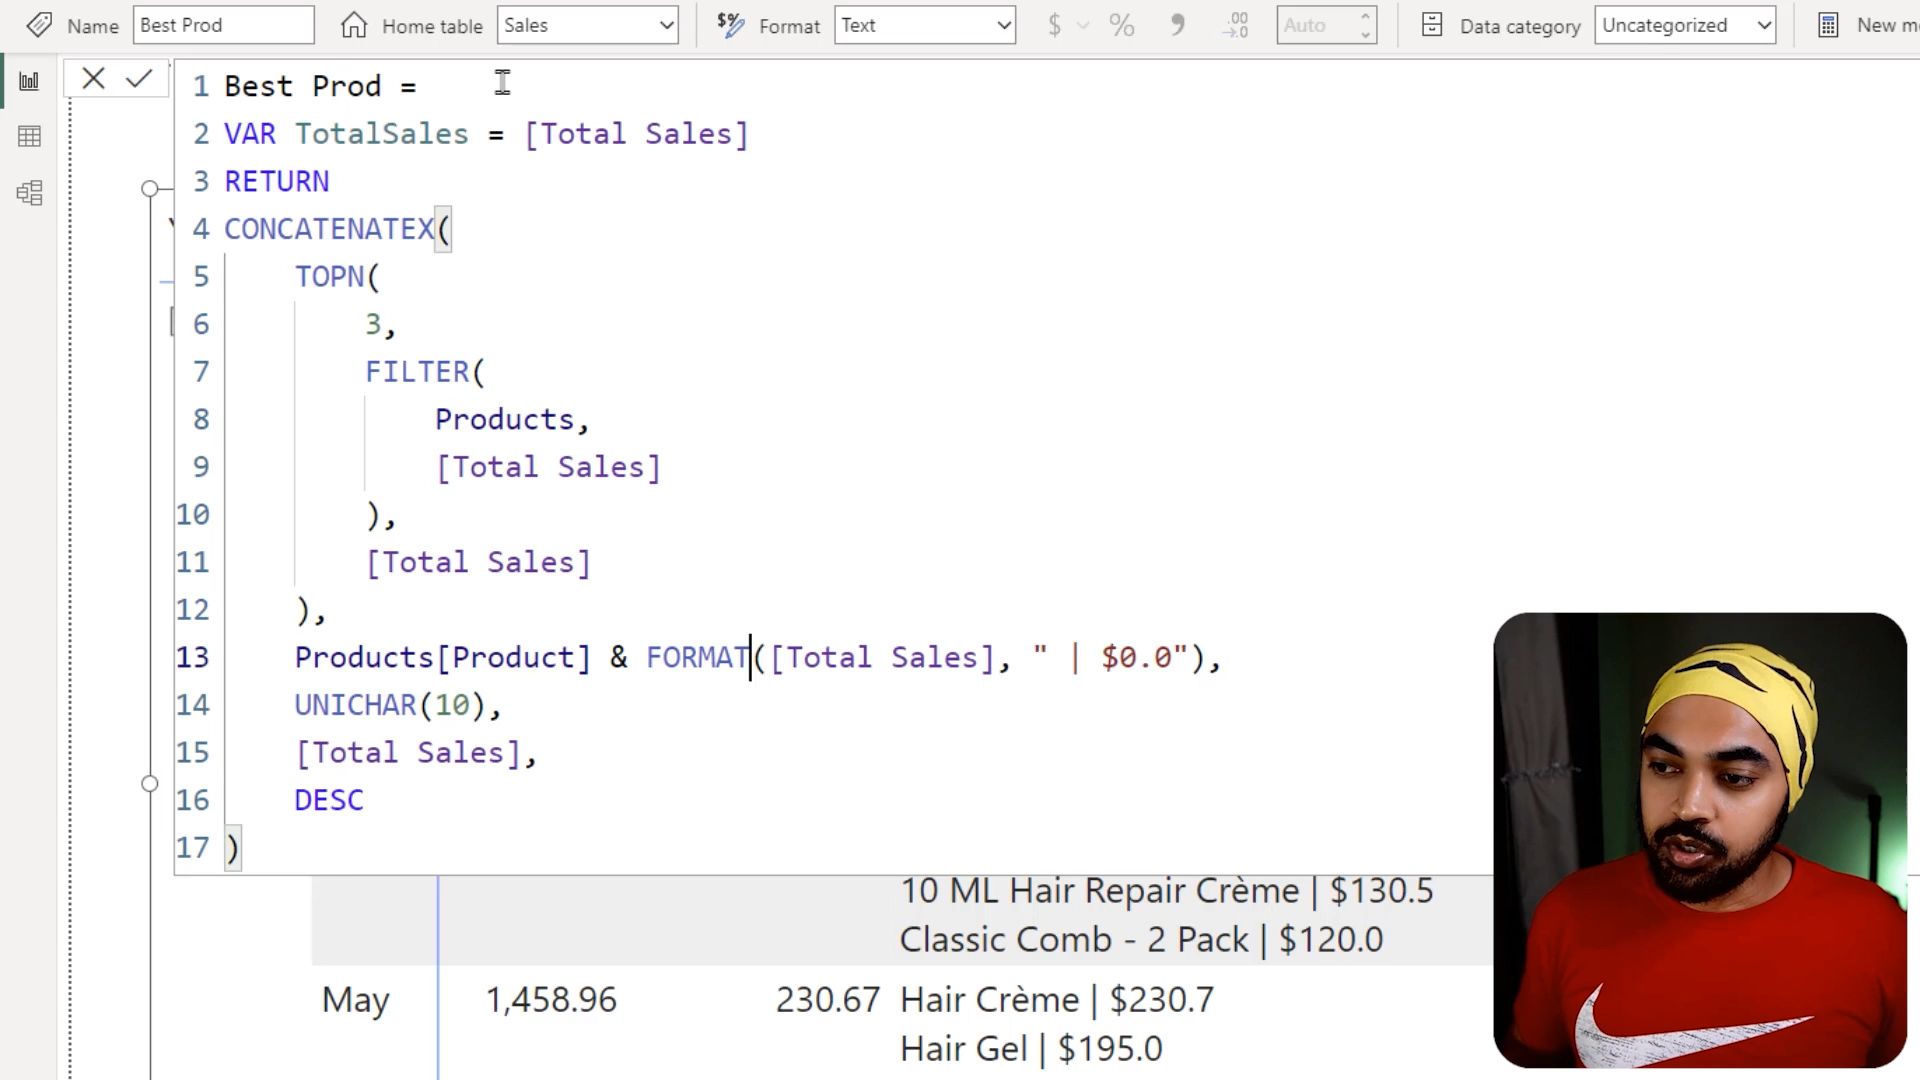 Name Best Prod Home table Sales Format Text $ % .00 →.0 Auto Data category Uncategorized New
1 Best Prod =
2 VAR TotalSales = [Total Sales]
3 RETURN
4 CONCATENATEX(
5 TOPN(
6 3,
7 FILTER(
8 Products,
9 [Total Sales]
10 ),
11 [Total Sales]
12 ),
13 Products[Product] & FORMAT([Total Sales], " | $0.0"),
14 UNICHAR(10),
15 [Total Sales],
16 DESC
17 )
10 ML Hair Repair Crème | $130.5
Classic Comb - 2 Pack | $120.0
May 1,458.96 230.67 Hair Crème | $230.7
Hair Gel | $195.0